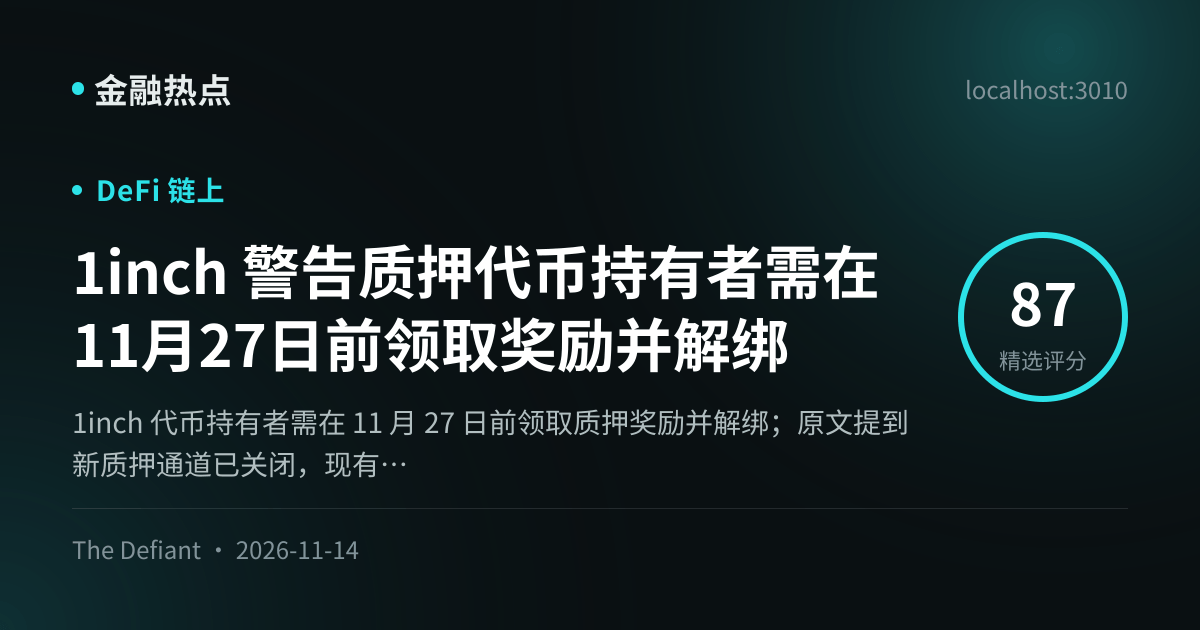 金融热点
localhost:3010
DeFi 链上
1inch 警告质押代币持有者需在
11月27日前领取奖励并解绑
87
精选评分
1inch 代币持有者需在 11 月 27 日前领取质押奖励并解绑；原文提到
新质押通道已关闭，现有…
The Defiant · 2026-11-14